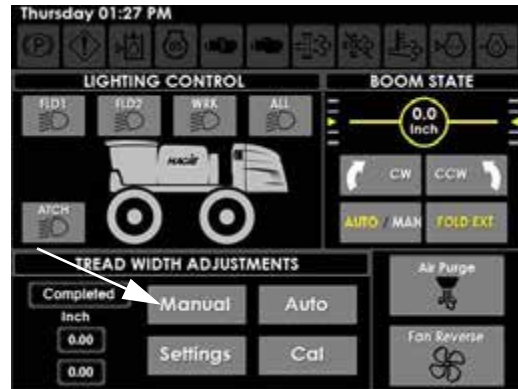 Thursday 01:27 PM
LIGHTING CONTROL
BOOM STATE
FLD1
FLD2
WRK
ALL
0.0
Inch
HAGIE
CW
CCW
ATCH
AUTO / MAN
FOLD EXT
TREAD WIDTH ADJUSTMENTS
Air Purge
Completed
Manual
Auto
Inch
0.00
Settings
Cal
Fan Reverse
0.00